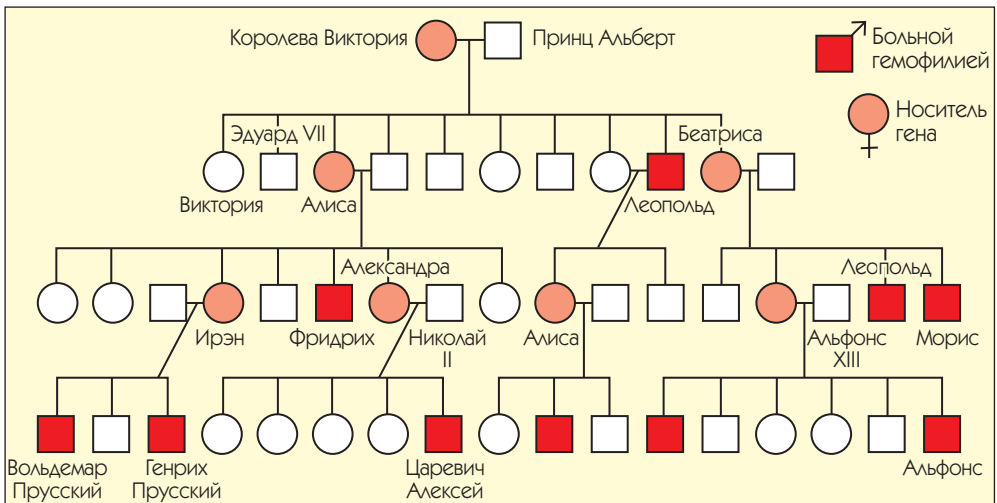 Королева Виктория
Принц Альберт
Больной
гемофилией
Носитель
гена
Эдуард VII
Беатриса
Виктория
Алиса
Леопольд
Александра
Леопольд
Ирэн
Фридрих
Николай
II
Алиса
Альфонс
XIII
Морис
Вольдемар
Прусский
Генрих
Прусский
Царевич
Алексей
Альфонс